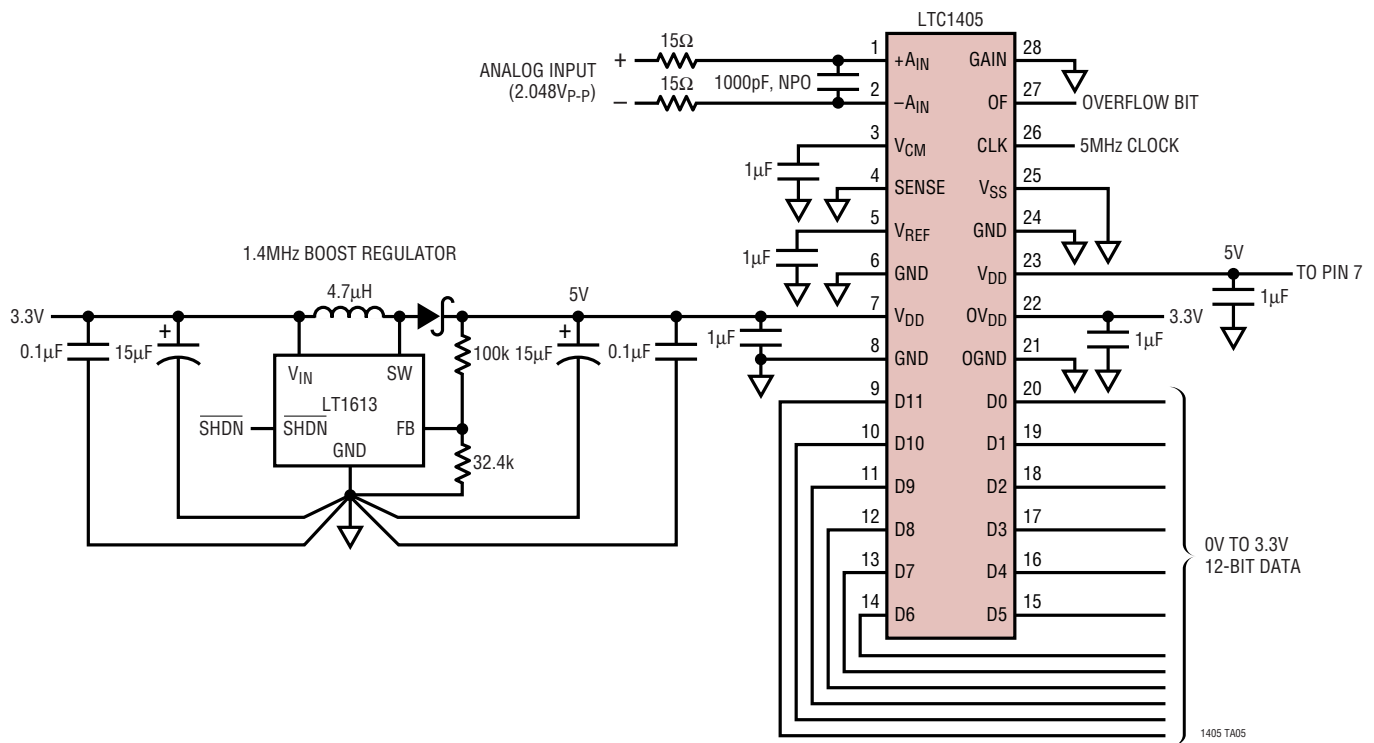 LTC1405
ANALOG INPUT
(2.048VP-P)
+
–
15Ω
15Ω
1000pF, NPO
1
+AIN
2
–AIN
3
VCM
1µF
4
SENSE
5
VREF
1µF
6
GND
7
VDD
8
GND
9
D11
10
D10
11
D9
12
D8
13
D7
14
D6
28
GAIN
27
OF
OVERFLOW BIT
26
CLK
5MHz CLOCK
25
VSS
24
GND
23
VDD
5V
TO PIN 7
1µF
22
OVDD
3.3V
1µF
21
OGND
20
D0
19
D1
18
D2
17
D3
16
D4
15
D5
0V TO 3.3V
12-BIT DATA
1.4MHz BOOST REGULATOR
3.3V
0.1µF
+
15µF
4.7µH
VIN
SW
LT1613
SHDN
SHDN
FB
GND
100k
32.4k
5V
+
15µF
0.1µF
1µF
1405 TA05